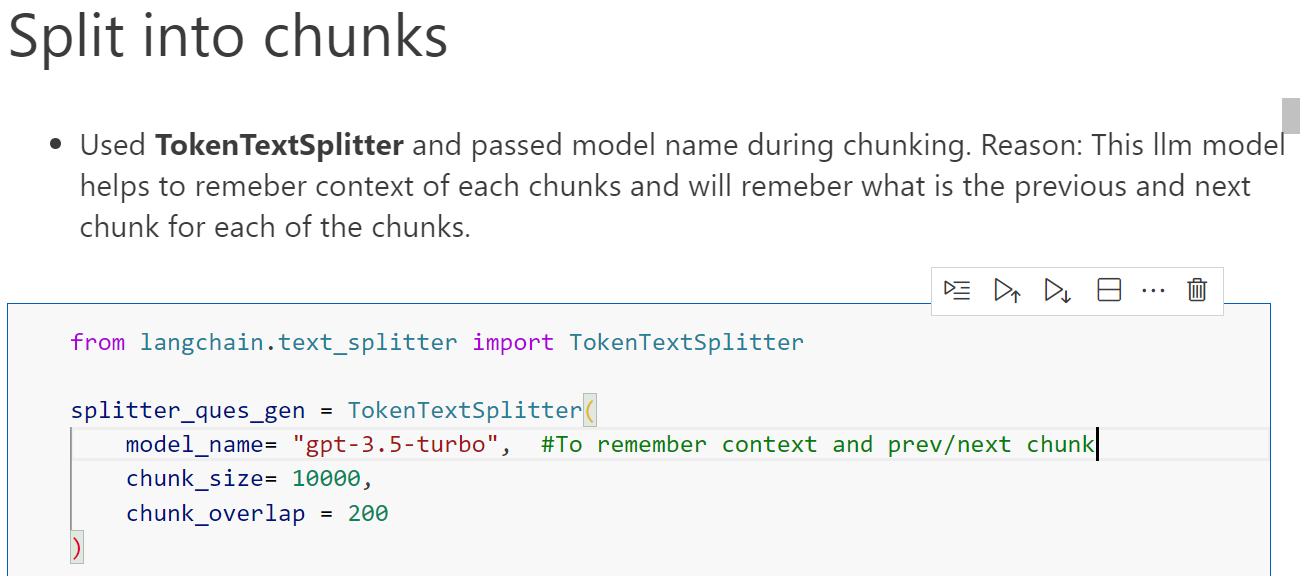 Split into chunks
Used TokenTextSplitter and passed model name during chunking. Reason: This llm model
helps to remeber context of each chunks and will remeber what is the previous and next
chunk for each of the chunks.
from langchain.text_splitter import TokenTextSplitter
splitter_ques_gen = TokenTextSplitter(
model_name= "gpt-3.5-turbo",  #To remember context and prev/next chunk
chunk_size= 10000,
chunk_overlap = 200
)